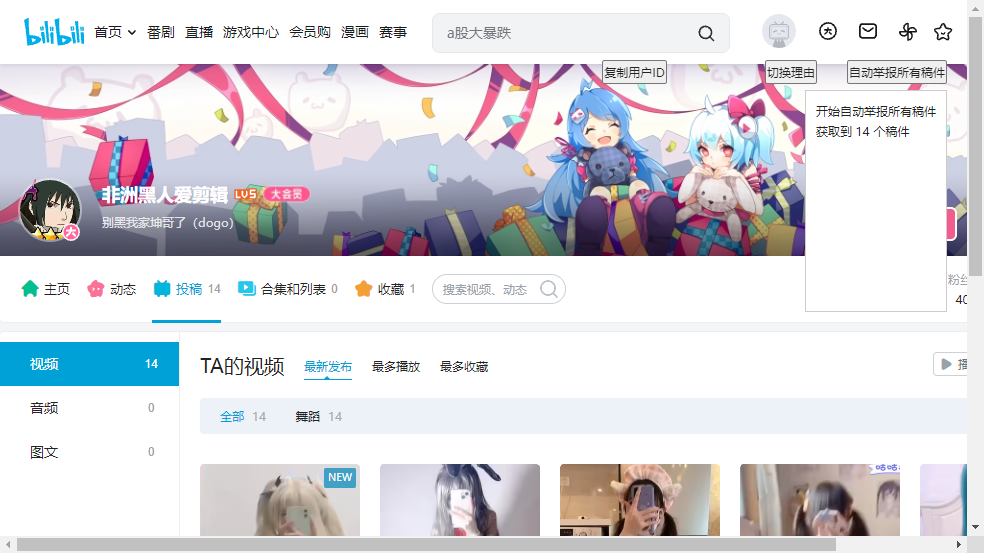 bilibili
首页
番剧
直播
游戏中心
会员购
漫画
赛事
a股大暴跌
大
复制用户ID
切换理由
自动举报所有稿件
开始自动举报所有稿件
获取到 14 个稿件
非洲黑人爱剪辑
LV5
大会员
大
别黑我家坤哥了（dogo）
主页
动态
投稿 14
合集和列表 0
收藏 1
搜索视频、动态
粉丝
40
视频 14
音频 0
图文 0
TA的视频
最新发布
最多播放
最多收藏
播
全部 14
舞蹈 14
NEW
咕咕